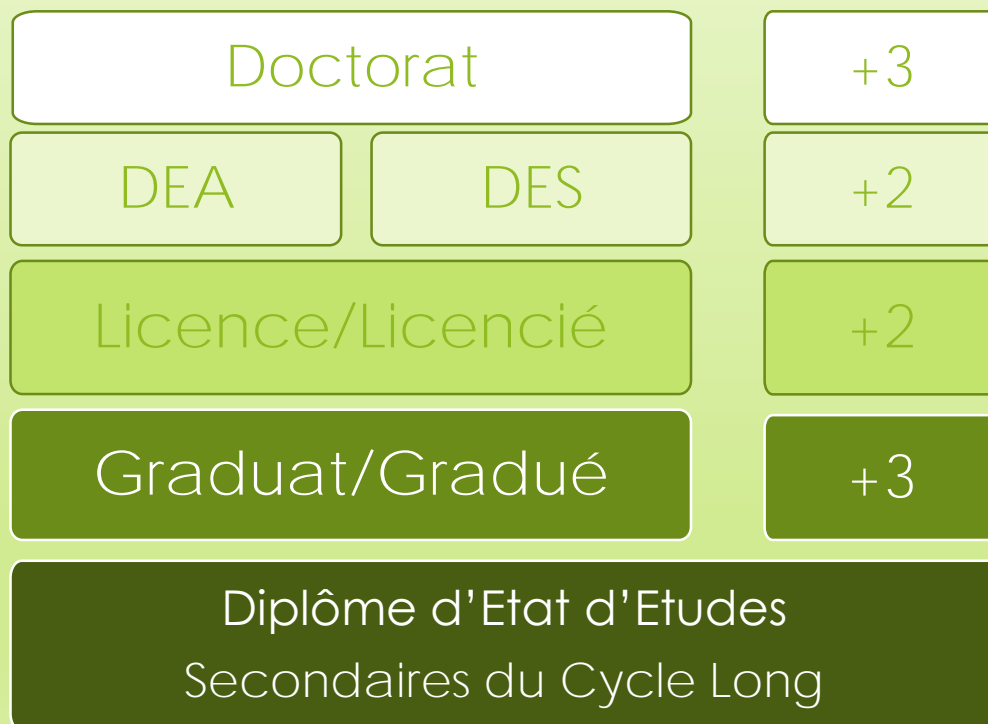 Doctorat +3
DEA DES +2
Licence/Licencié +2
Graduat/Gradué +3
Diplôme d’Etat d’Etudes
Secondaires du Cycle Long